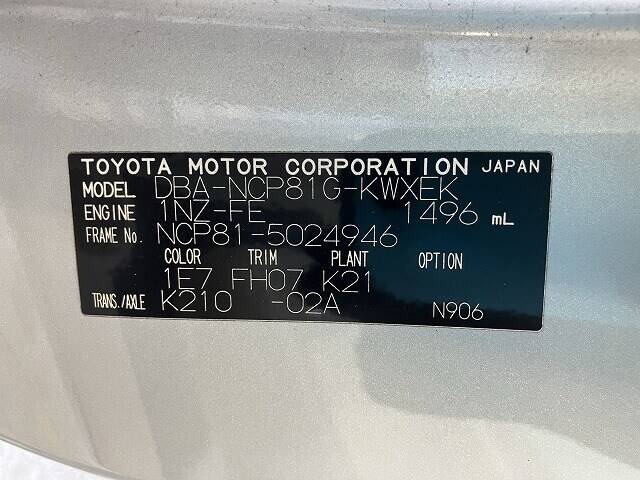 TOYOTA MOTOR CORPORATION JAPAN
MODEL DBA-NCP81G-KWXEK
ENGINE 1NZ-FE 1496 mL
FRAME No. NCP81-5024946
COLOR TRIM PLANT OPTION
1E7 FH07 K21
TRANS./AXLE K210 -02A N906